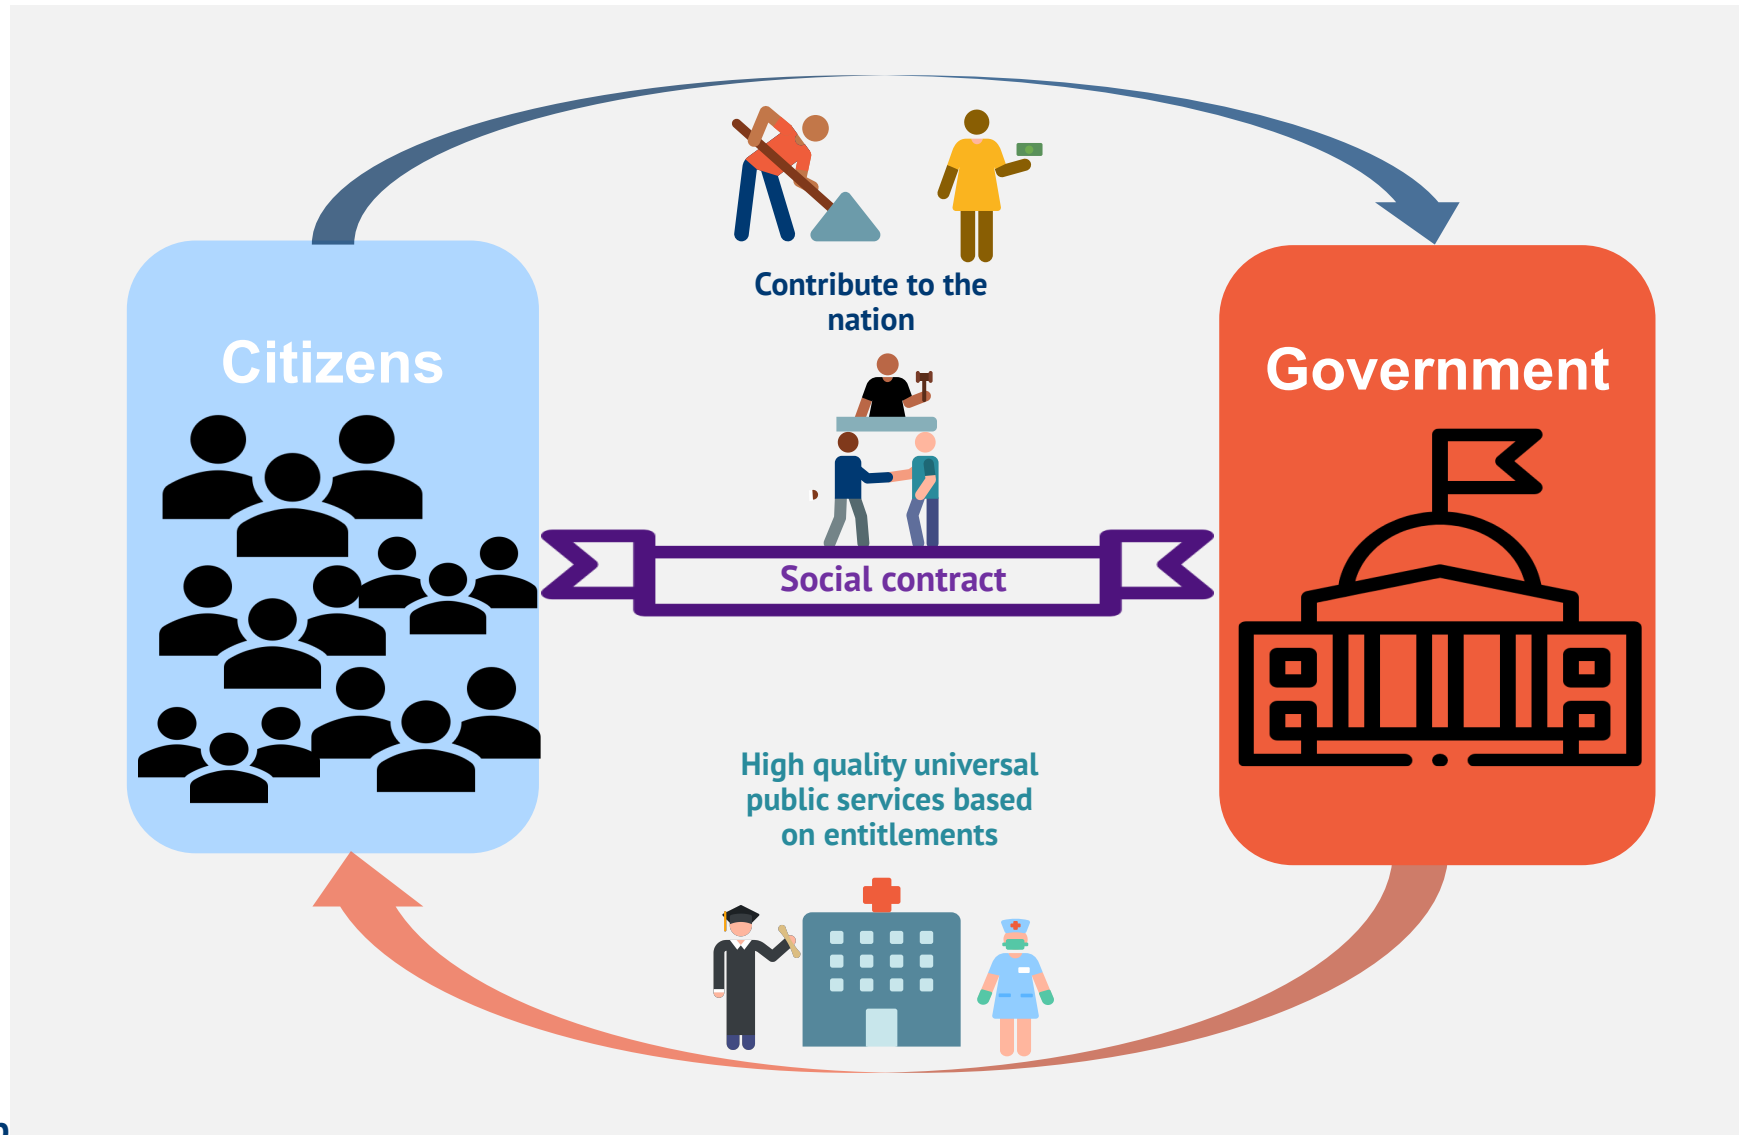 Contribute to the
nation
Citizens
Government
Social contract
High quality universal
public services based
on entitlements